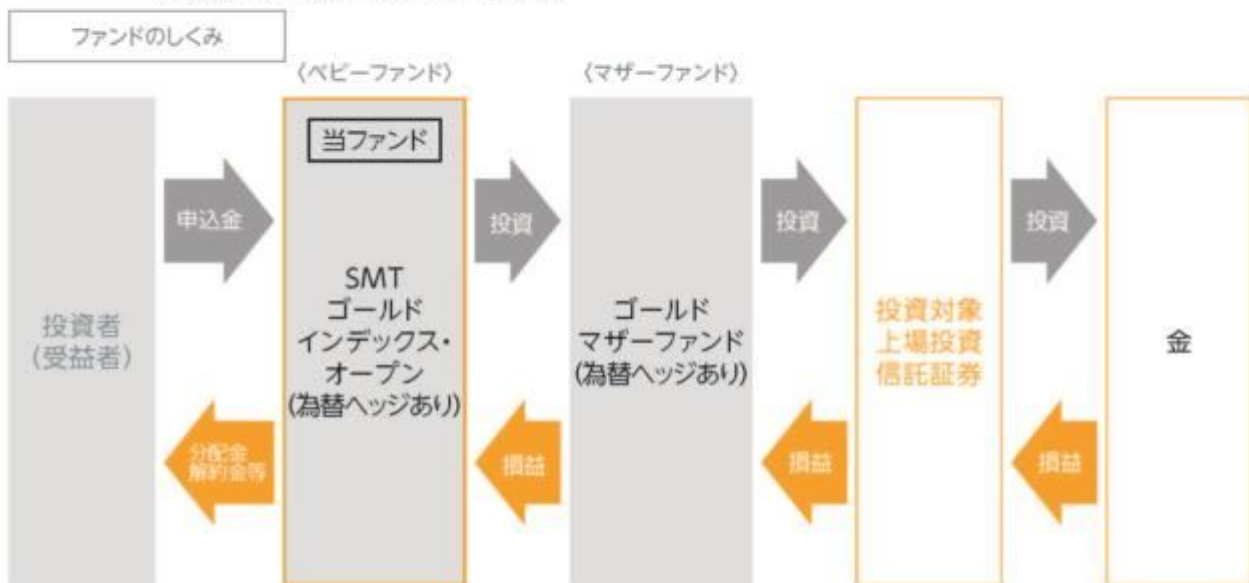 ファンドのしくみ
〈ベビーファンド〉
〈マザーファンド〉
投資者
(受益者)
申込金
分配金
解約金等
当ファンド
SMT
ゴールド
インデックス・
オープン
(為替ヘッジあり)
投資
損益
ゴールド
マザーファンド
(為替ヘッジあり)
投資
損益
投資対象
上場投資
信託証券
投資
損益
金